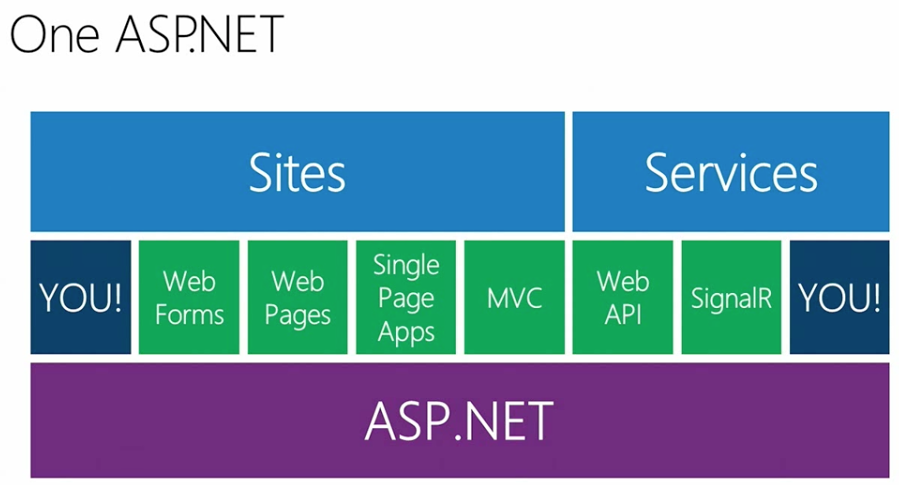 One ASP.NET
Sites
Services
YOU!
Web
Forms
Web
Pages
Single
Page
Apps
MVC
Web
API
SignalR
YOU!
ASP.NET